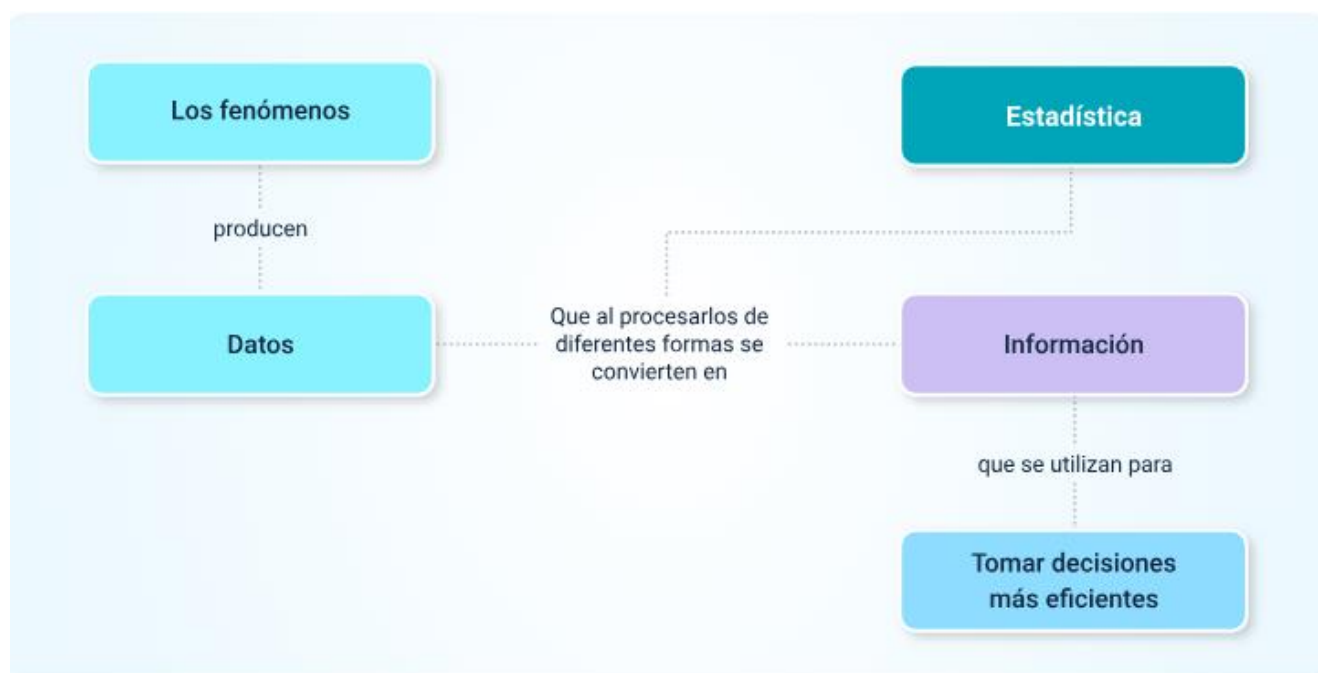 Los fenómenos
Estadística
producen
Datos
Que al procesarlos de
diferentes formas se
convierten en
Información
que se utilizan para
Tomar decisiones
más eficientes